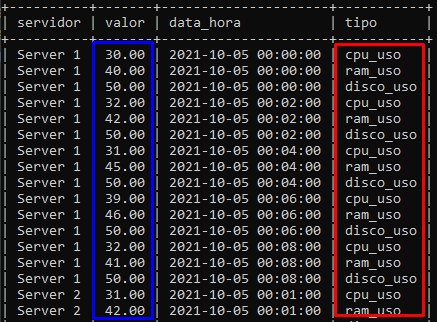 servidor | valor | data_hora | tipo
Server 1 | 30.00 | 2021-10-05 00:00:00 | cpu_uso
Server 1 | 40.00 | 2021-10-05 00:00:00 | ram_uso
Server 1 | 50.00 | 2021-10-05 00:00:00 | disco_uso
Server 1 | 32.00 | 2021-10-05 00:02:00 | cpu_uso
Server 1 | 42.00 | 2021-10-05 00:02:00 | ram_uso
Server 1 | 50.00 | 2021-10-05 00:02:00 | disco_uso
Server 1 | 31.00 | 2021-10-05 00:04:00 | cpu_uso
Server 1 | 45.00 | 2021-10-05 00:04:00 | ram_uso
Server 1 | 50.00 | 2021-10-05 00:04:00 | disco_uso
Server 1 | 39.00 | 2021-10-05 00:06:00 | cpu_uso
Server 1 | 46.00 | 2021-10-05 00:06:00 | ram_uso
Server 1 | 50.00 | 2021-10-05 00:06:00 | disco_uso
Server 1 | 32.00 | 2021-10-05 00:08:00 | cpu_uso
Server 1 | 41.00 | 2021-10-05 00:08:00 | ram_uso
Server 1 | 50.00 | 2021-10-05 00:08:00 | disco_uso
Server 2 | 31.00 | 2021-10-05 00:01:00 | cpu_uso
Server 2 | 42.00 | 2021-10-05 00:01:00 | ram_uso